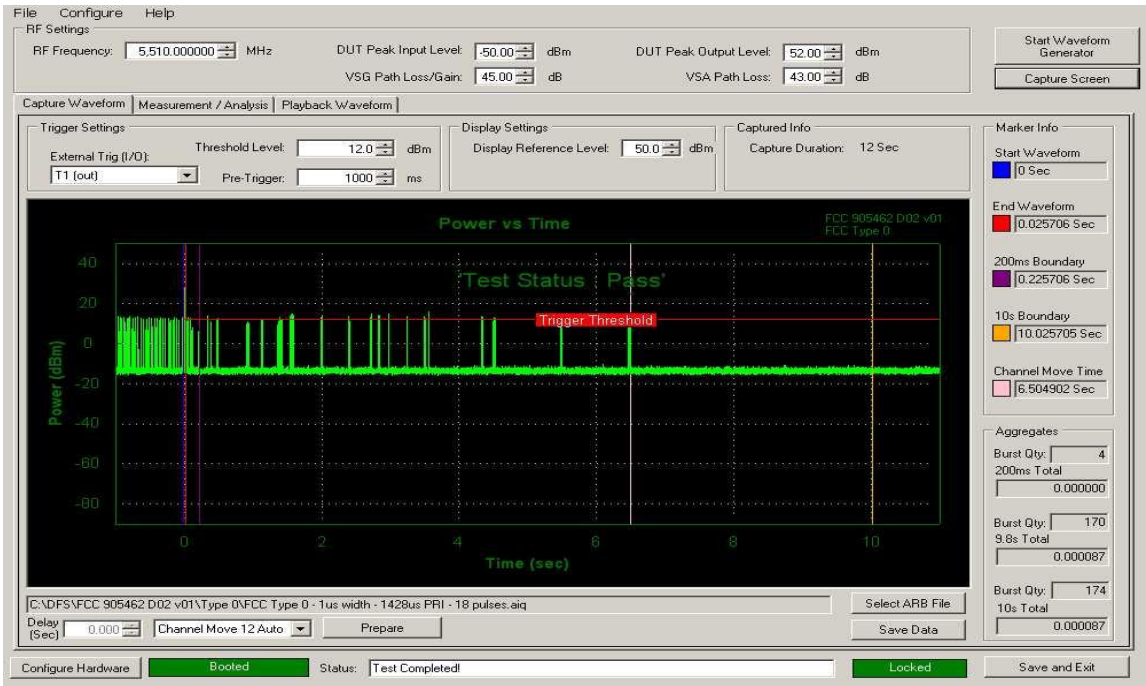 File Configure Help
RF Settings
RF Frequency: 5,510.000000 MHz DUT Peak Input Level: -50.00 dBm DUT Peak Output Level: 52.00 dBm
VSG Path Loss/Gain: 45.00 dB VSA Path Loss: 43.00 dB
Start Waveform
Generator
Capture Screen
Capture Waveform Measurement / Analysis Playback Waveform
Trigger Settings
External Trig (I/O):
T1 (out)
Threshold Level: 12.0 dBm
Pre-Trigger: 1000 ms
Display Settings
Display Reference Level: 50.0 dBm
Captured Info
Capture Duration: 12 Sec
Marker Info
Start Waveform
0 Sec
End Waveform
0.025706 Sec
200ms Boundary
0.225706 Sec
10s Boundary
10.025705 Sec
Channel Move Time
6.504902 Sec
Power vs Time
FCC 905462 D02 v01
FCC Type 0
'Test Status : Pass'
Trigger Threshold
Power (dBm)
40
20
0
-20
-40
-60
-80
0 2 4 6 8 10
Time (sec)
Aggregates
Burst Qty: 4
200ms Total
0.000000
Burst Qty: 170
9.8s Total
0.000087
Burst Qty: 174
10s Total
0.000087
C:\DFS\FCC 905462 D02 v01\Type 0\FCC Type 0 - 1us width - 1428us PRI - 18 pulses.aiq
Select ARB File
Delay
(Sec) 0.000 Channel Move 12 Auto Prepare
Save Data
Configure Hardware Booted Status: Test Completed! Locked Save and Exit